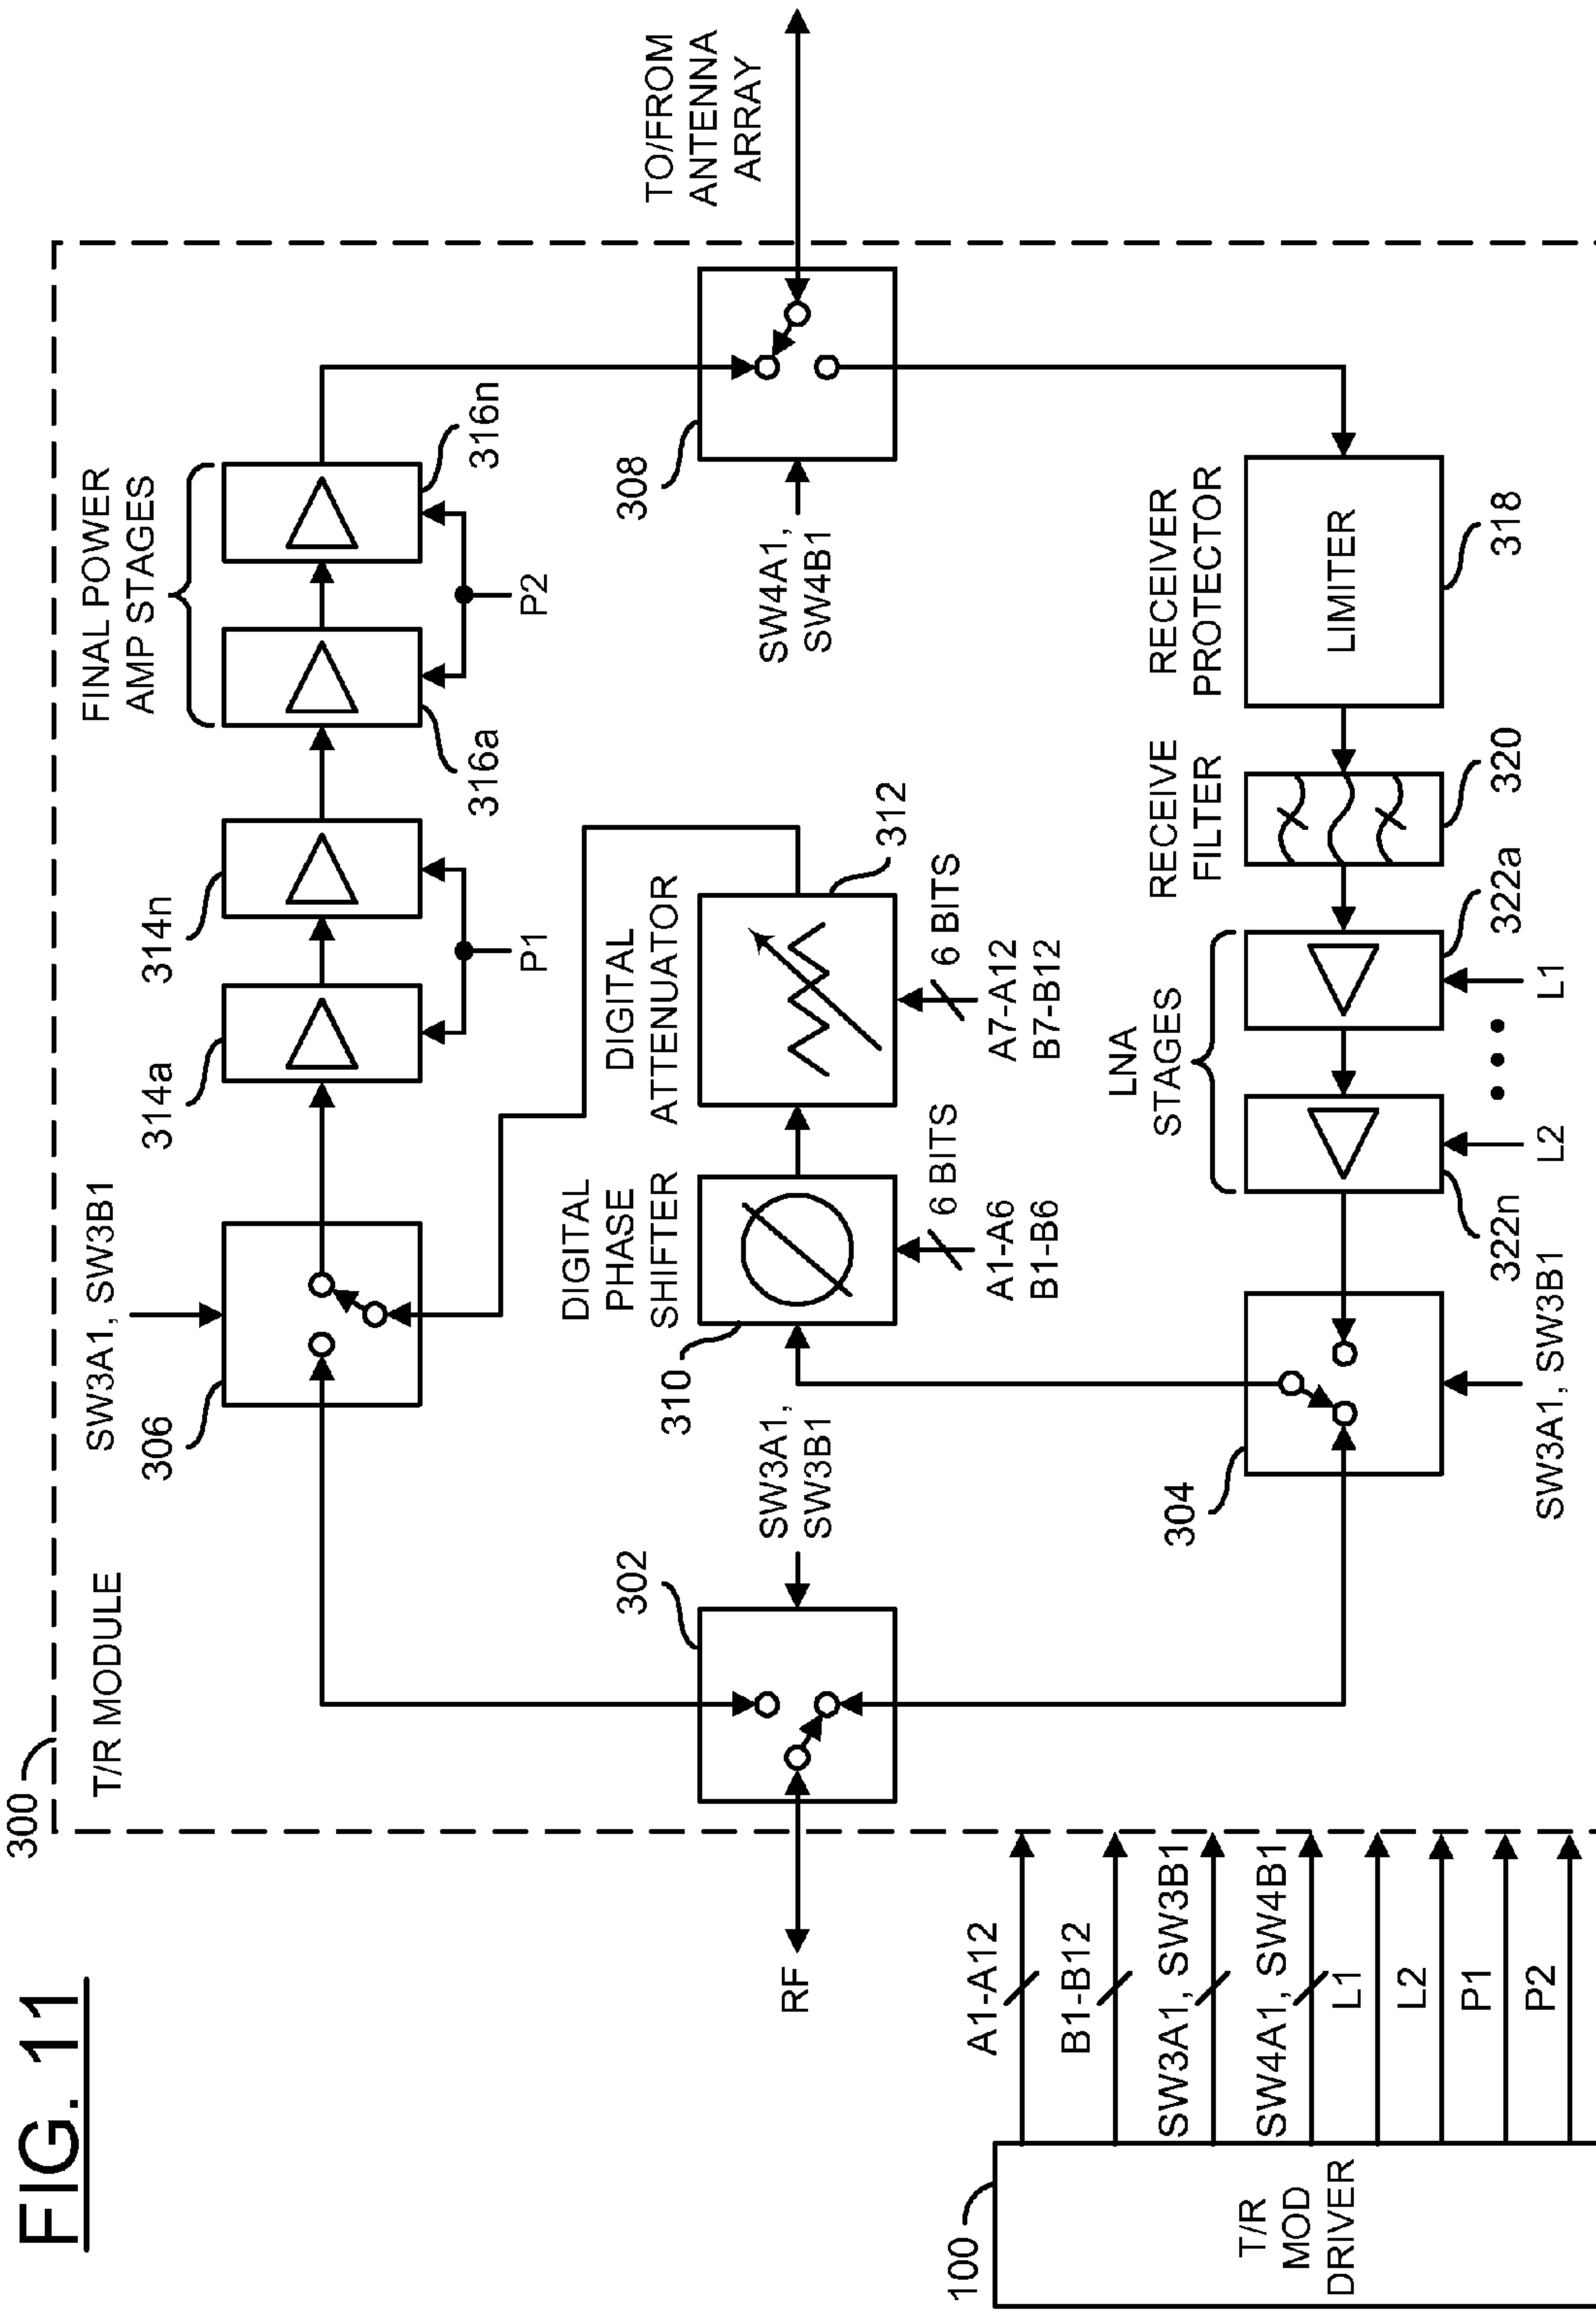 FIG. 11
300
T/R MODULE
SW3A1, SW3B1
306
314a
314n
P1
FINAL POWER
AMP STAGES
316a
316n
P2
RF
302
SW3A1,
SW3B1
310
DIGITAL
PHASE
SHIFTER
6 BITS
A1-A6
B1-B6
DIGITAL
ATTENUATOR
312
6 BITS
A7-A12
B7-B12
308
SW4A1,
SW4B1
TO/FROM
ANTENNA
ARRAY
304
SW3A1, SW3B1
LNA
STAGES
322n
L2
322a
L1
RECEIVE
FILTER
320
RECEIVER
PROTECTOR
LIMITER
318
100
T/R
MOD
DRIVER
A1-A12
B1-B12
SW3A1, SW3B1
SW4A1, SW4B1
L1
L2
P1
P2